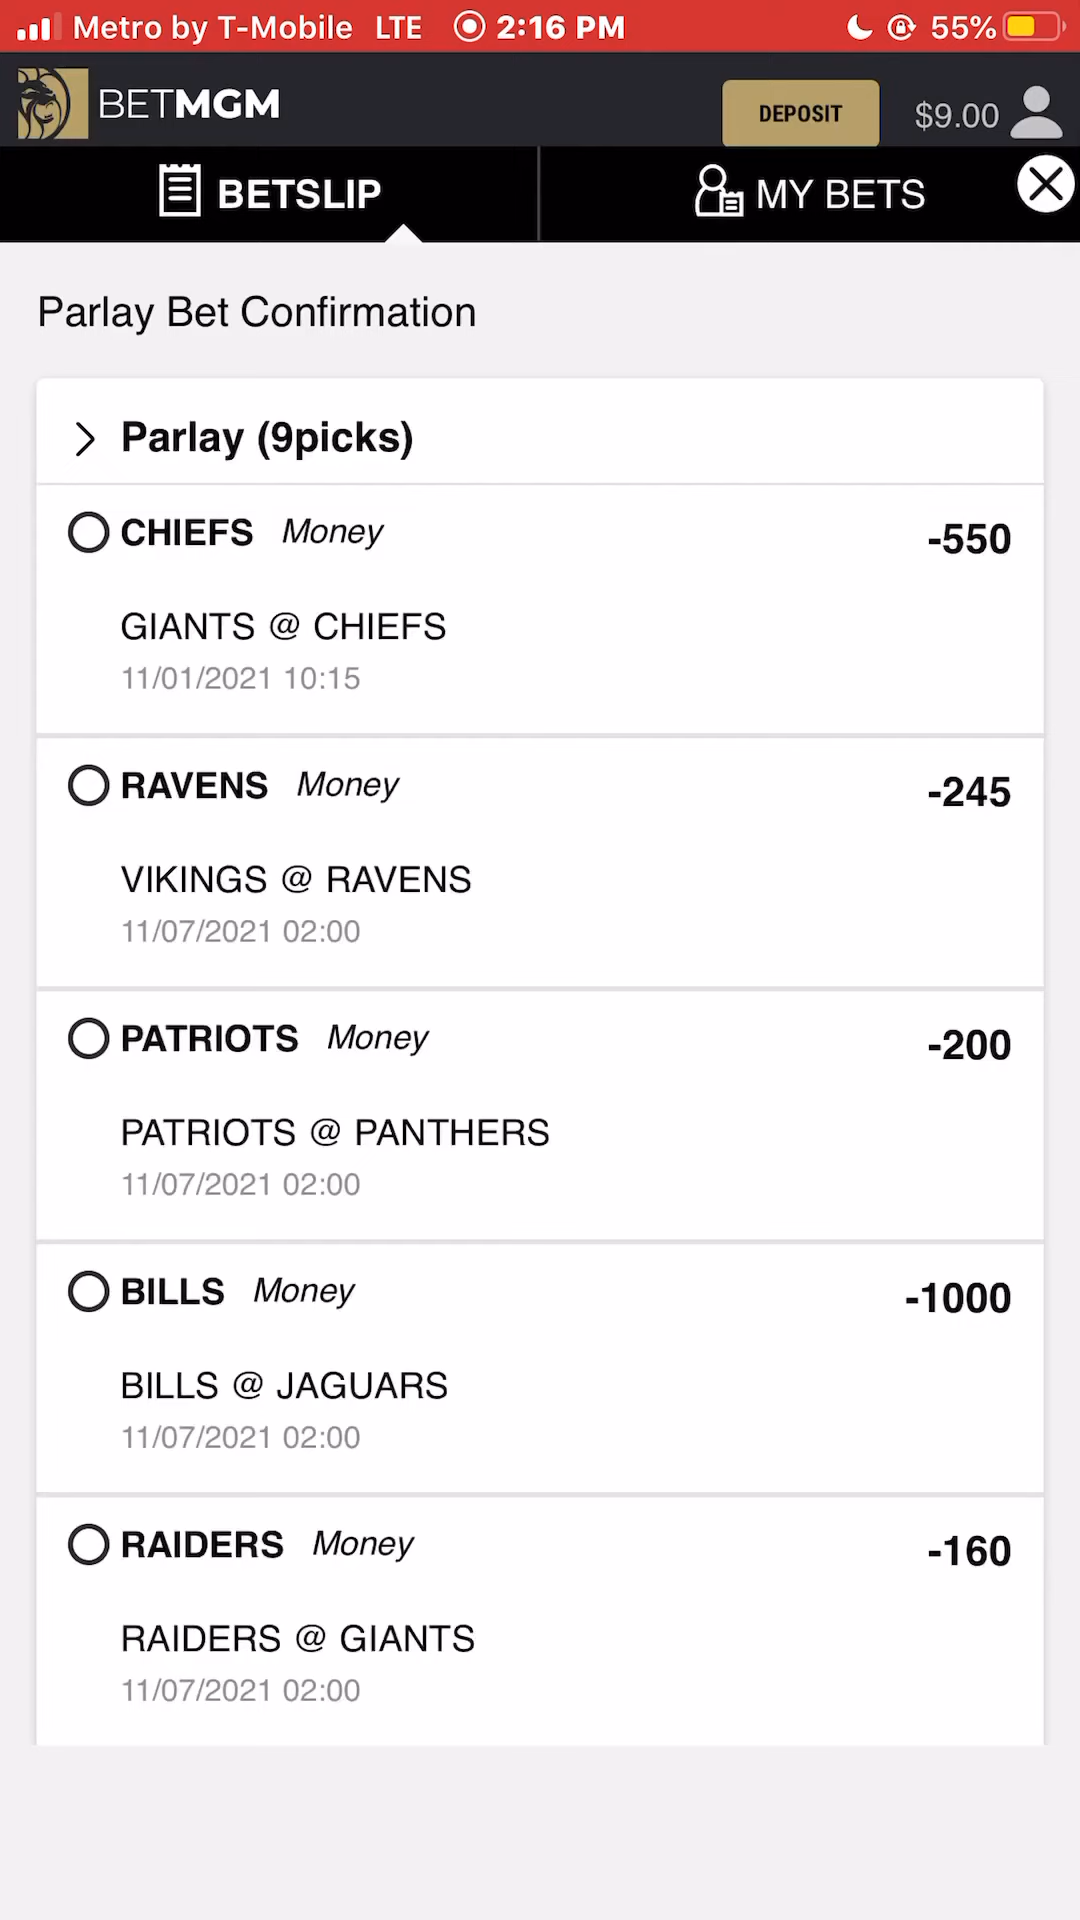 Metro by T-Mobile LTE 2:16 PM 55%
BETMGM DEPOSIT $9.00
BETSLIP MY BETS
Parlay Bet Confirmation
Parlay (9picks)
CHIEFS Money -550
GIANTS @ CHIEFS
11/01/2021 10:15
RAVENS Money -245
VIKINGS @ RAVENS
11/07/2021 02:00
PATRIOTS Money -200
PATRIOTS @ PANTHERS
11/07/2021 02:00
BILLS Money -1000
BILLS @ JAGUARS
11/07/2021 02:00
RAIDERS Money -160
RAIDERS @ GIANTS
11/07/2021 02:00